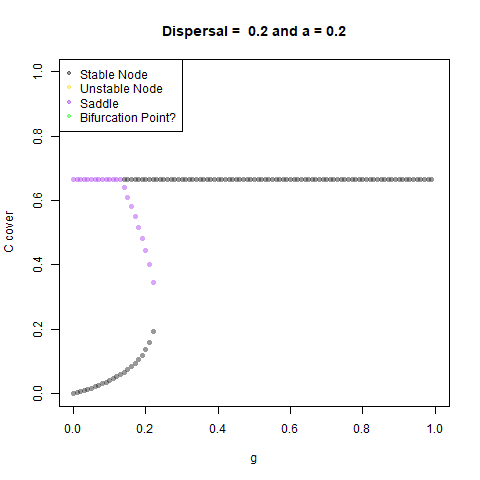 Dispersal =  0.2 and a = 0.2
Stable Node
Unstable Node
Saddle
Bifurcation Point?
C cover
1.0
0.8
0.6
0.4
0.2
0.0
0.0 0.2 0.4 0.6 0.8 1.0
g